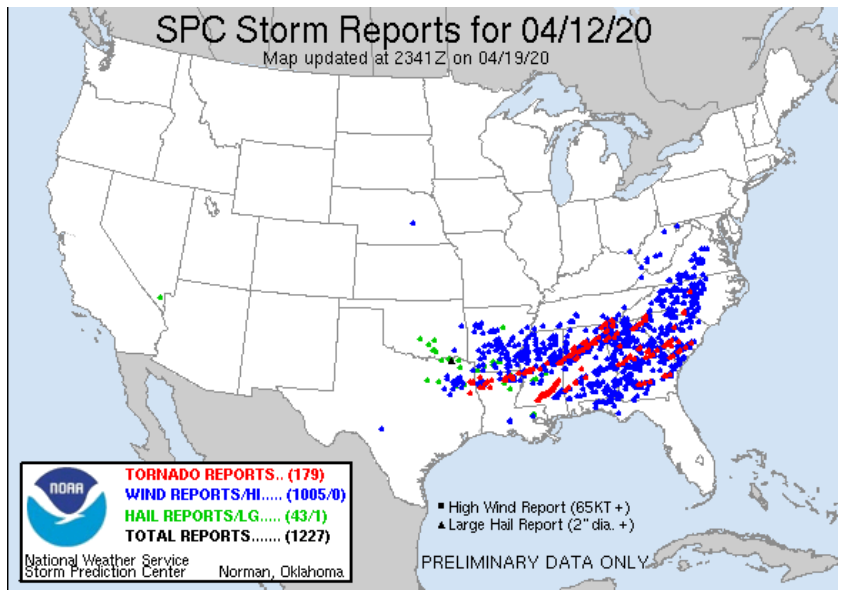 SPC Storm Reports for 04/12/20
Map updated at 2341Z on 04/19/20
NOAA
TORNADO REPORTS.. (179)
WIND REPORTS/HI..... (1005/0)
HAIL REPORTS/LG..... (43/1)
TOTAL REPORTS....... (1227)
National Weather Service
Storm Prediction Center Norman, Oklahoma
High Wind Report (65KT +)
Large Hail Report (2" dia. +)
PRELIMINARY DATA ONLY